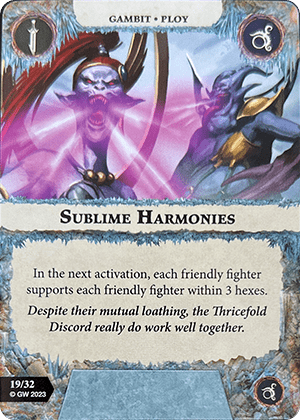 GAMBIT • PLOY
SUBLIME HARMONIES
In the next activation, each friendly fighter
supports each friendly fighter within 3 hexes.
Despite their mutual loathing, the Thricefold
Discord really do work well together.
19/32
© GW 2023